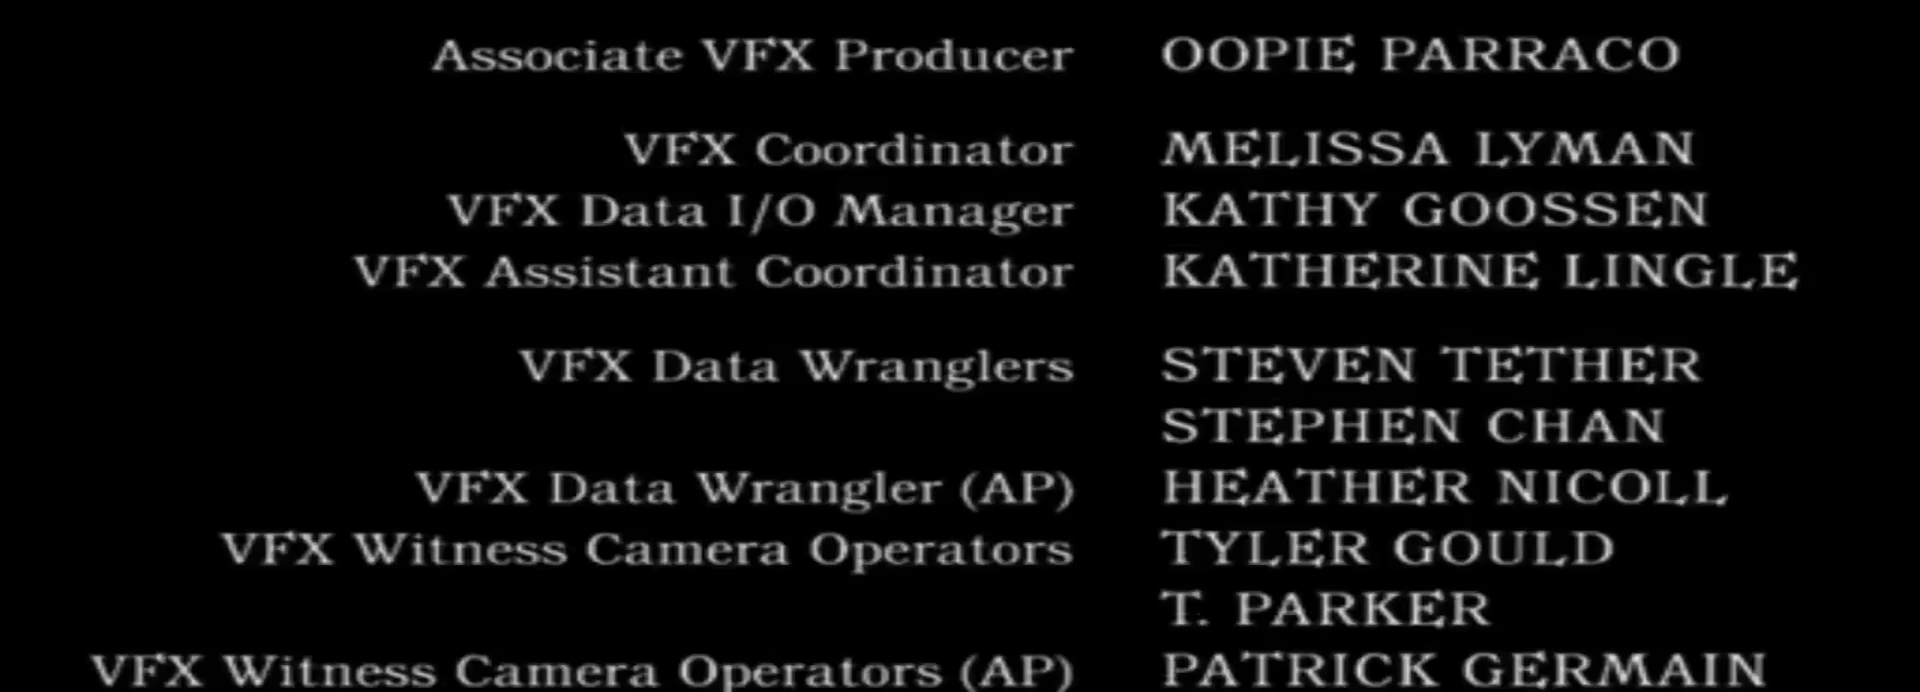 Associate VFX Producer OOPIE PARRACO
VFX Coordinator MELISSA LYMAN
VFX Data I/O Manager KATHY GOOSSEN
VFX Assistant Coordinator KATHERINE LINGLE
VFX Data Wranglers STEVEN TETHER
STEPHEN CHAN
VFX Data Wrangler (AP) HEATHER NICOLL
VFX Witness Camera Operators TYLER GOULD
T. PARKER
VFX Witness Camera Operators (AP) PATRICK GERMAIN